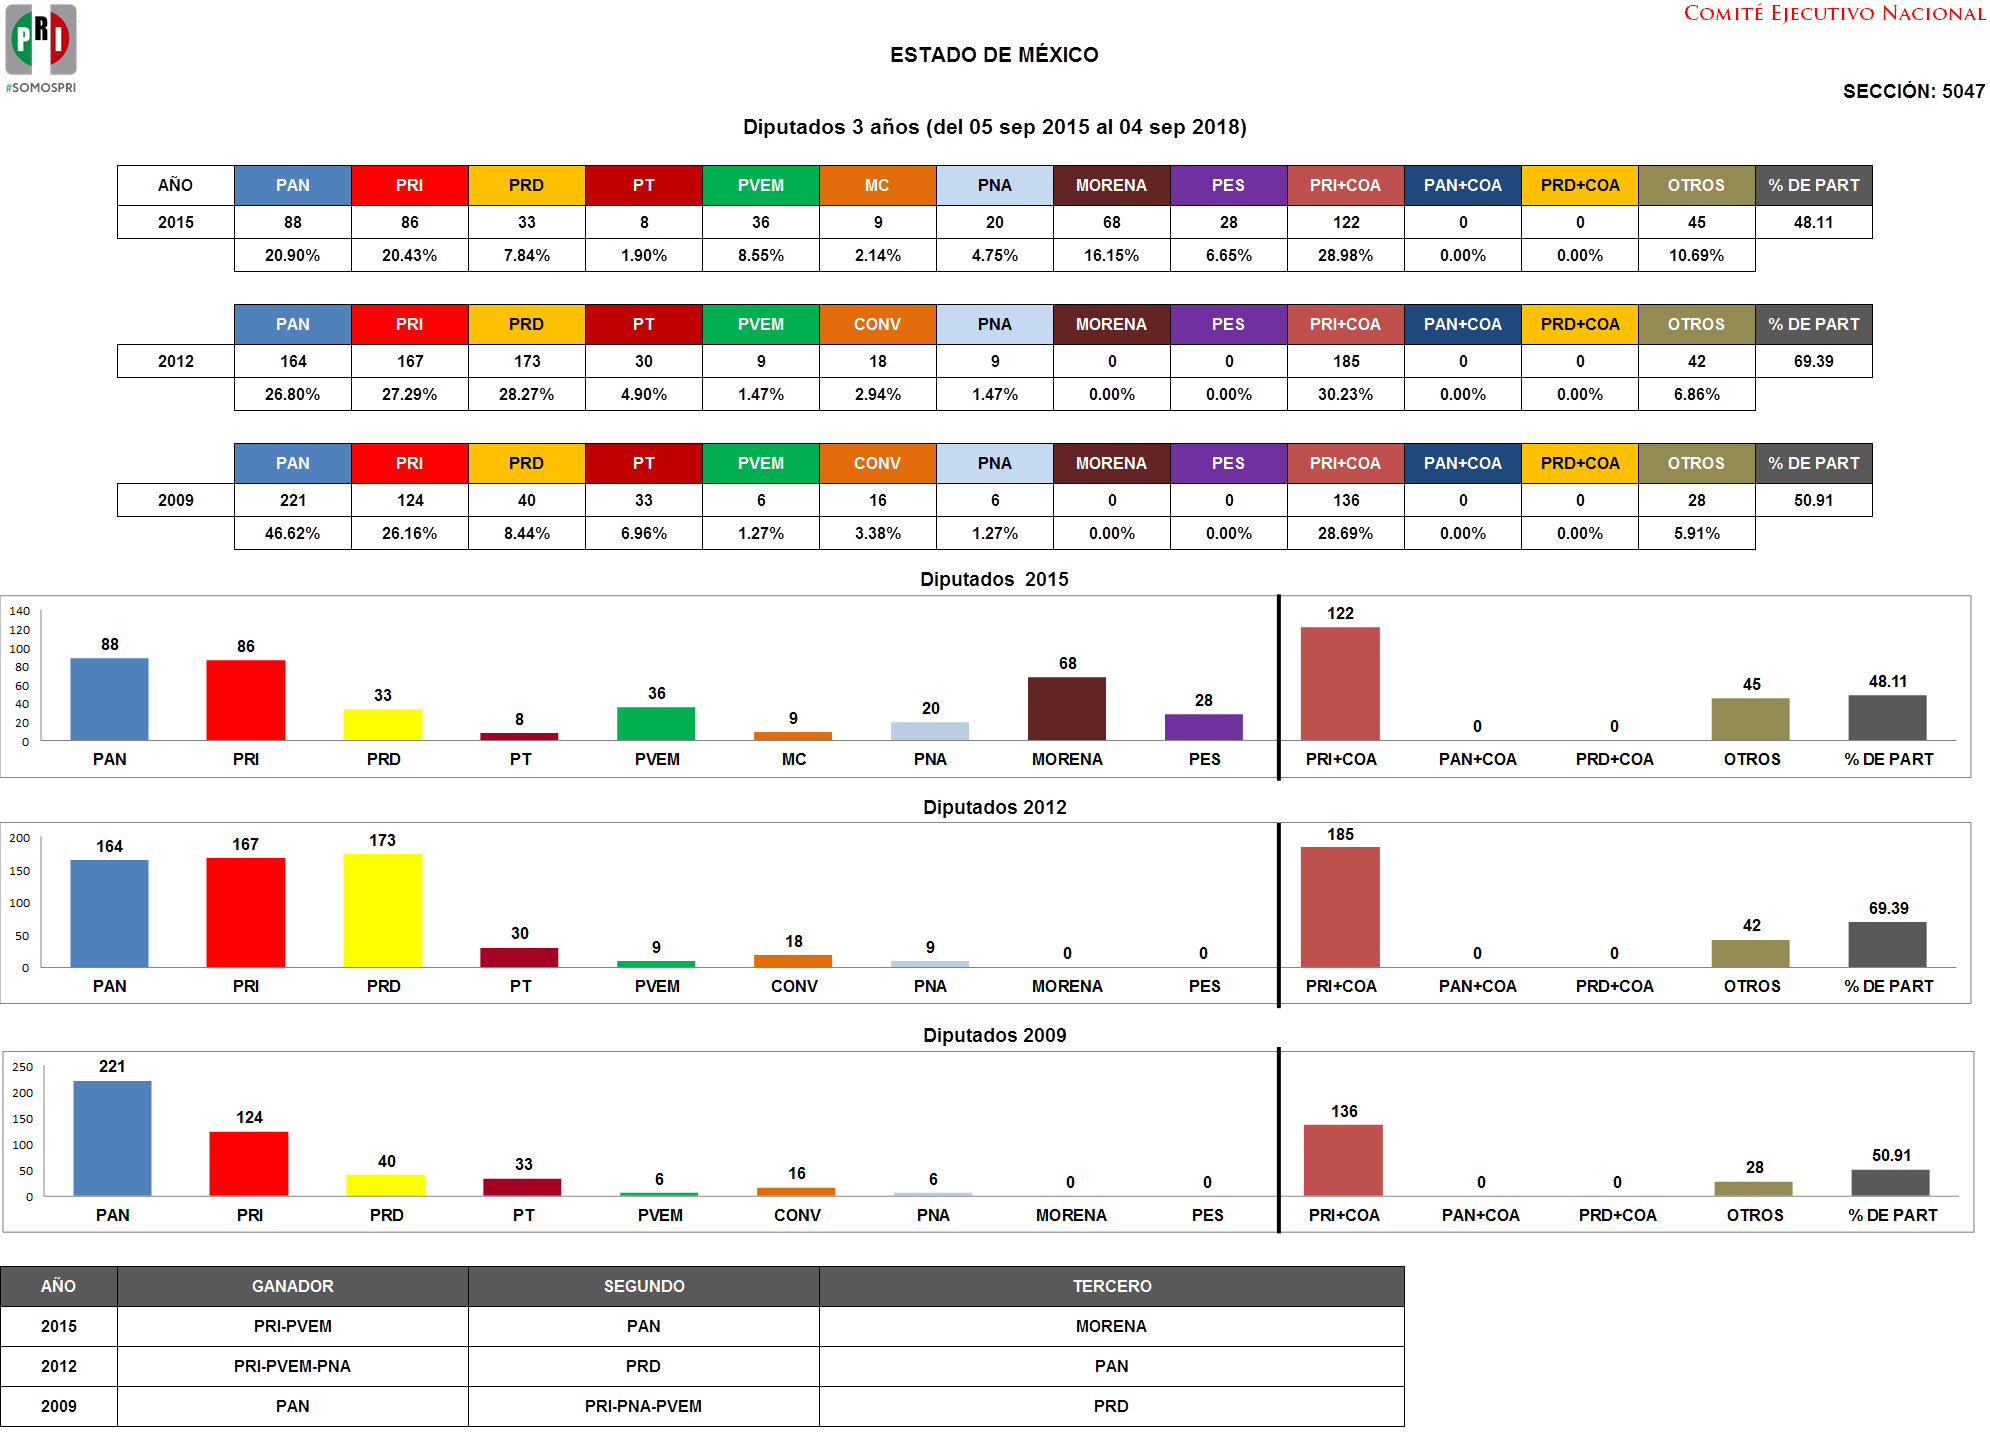 PRI
#SOMOSPRI
COMITÉ EJECUTIVO NACIONAL
ESTADO DE MÉXICO
SECCIÓN: 5047
Diputados 3 años (del 05 sep 2015 al 04 sep 2018)
AÑO PAN PRI PRD PT PVEM MC PNA MORENA PES PRI+COA PAN+COA PRD+COA OTROS % DE PART
2015 88 86 33 8 36 9 20 68 28 122 0 0 45 48.11
20.90% 20.43% 7.84% 1.90% 8.55% 2.14% 4.75% 16.15% 6.65% 28.98% 0.00% 0.00% 10.69%
PAN PRI PRD PT PVEM CONV PNA MORENA PES PRI+COA PAN+COA PRD+COA OTROS % DE PART
2012 164 167 173 30 9 18 9 0 0 185 0 0 42 69.39
26.80% 27.29% 28.27% 4.90% 1.47% 2.94% 1.47% 0.00% 0.00% 30.23% 0.00% 0.00% 6.86%
PAN PRI PRD PT PVEM CONV PNA MORENA PES PRI+COA PAN+COA PRD+COA OTROS % DE PART
2009 221 124 40 33 6 16 6 0 0 136 0 0 28 50.91
46.62% 26.16% 8.44% 6.96% 1.27% 3.38% 1.27% 0.00% 0.00% 28.69% 0.00% 0.00% 5.91%
Diputados 2015
140
120
100
80
60
40
20
0
88 86 33 8 36 9 20 68 28 122 0 0 45 48.11
PAN PRI PRD PT PVEM MC PNA MORENA PES PRI+COA PAN+COA PRD+COA OTROS % DE PART
Diputados 2012
200
150
100
50
0
164 167 173 30 9 18 9 0 0 185 0 0 42 69.39
PAN PRI PRD PT PVEM CONV PNA MORENA PES PRI+COA PAN+COA PRD+COA OTROS % DE PART
Diputados 2009
250
200
150
100
50
0
221 124 40 33 6 16 6 0 0 136 0 0 28 50.91
PAN PRI PRD PT PVEM CONV PNA MORENA PES PRI+COA PAN+COA PRD+COA OTROS % DE PART
AÑO GANADOR SEGUNDO TERCERO
2015 PRI-PVEM PAN MORENA
2012 PRI-PVEM-PNA PRD PAN
2009 PAN PRI-PNA-PVEM PRD